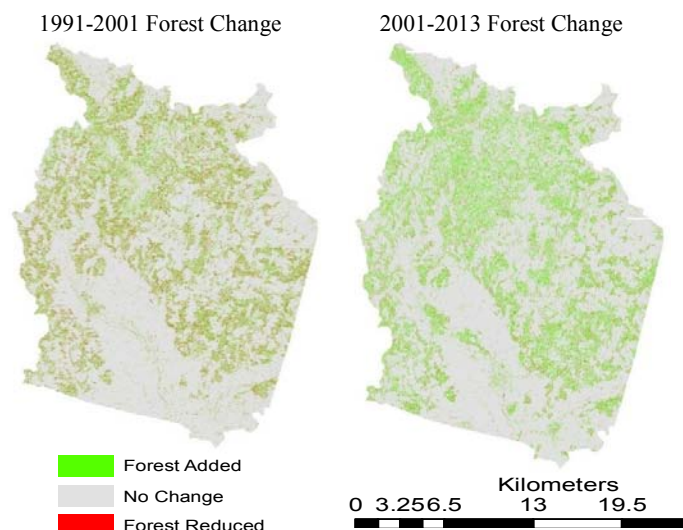 1991-2001 Forest Change
2001-2013 Forest Change
Forest Added
No Change
Forest Reduced
Kilometers
0 3.256.5 13 19.5